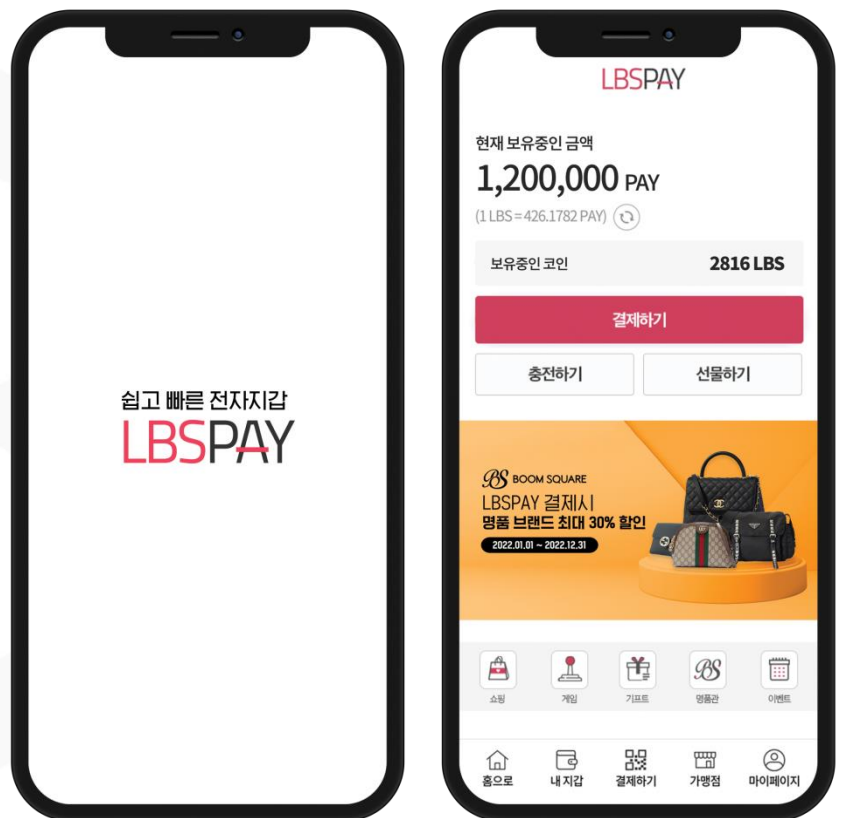 쉽고 빠른 전자지갑
LBSPAY
LBSPAY
현재 보유중인 금액
1,200,000 PAY
(1 LBS = 426.1782 PAY)
보유중인 코인 2816 LBS
결제하기
충전하기 선물하기
BS BOOM SQUARE
LBSPAY 결제시
명품 브랜드 최대 30% 할인
2022.01.01 ~ 2022.12.31
BS
쇼핑 게임 기프트 명품관 이벤트
홈으로 내 지갑 결제하기 가맹점 마이페이지